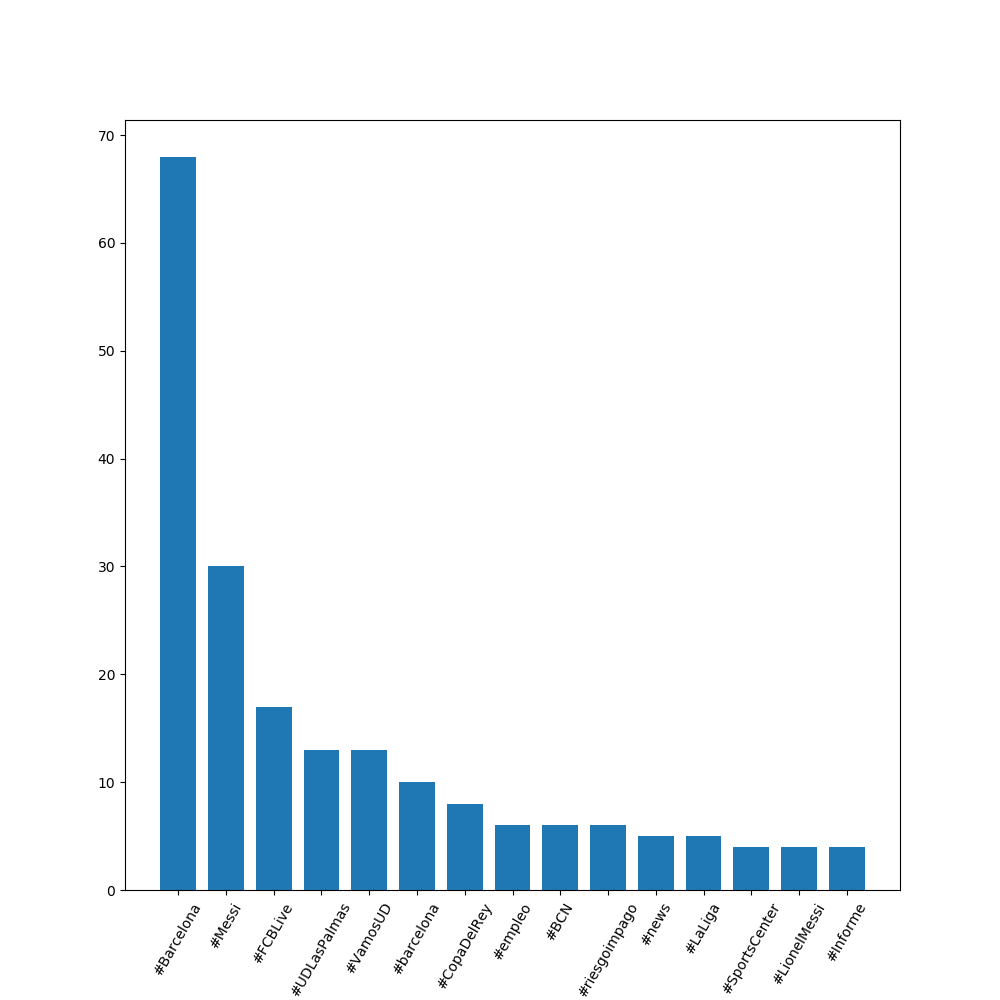 70
60
50
40
30
20
10
0
#Barcelona
#Messi
#FCBLive
#UDLasPalmas
#VamosUD
#barcelona
#CopaDelRey
#empleo
#BCN
#riesgoimpago
#news
#LaLiga
#SportsCenter
#LionelMessi
#Informe